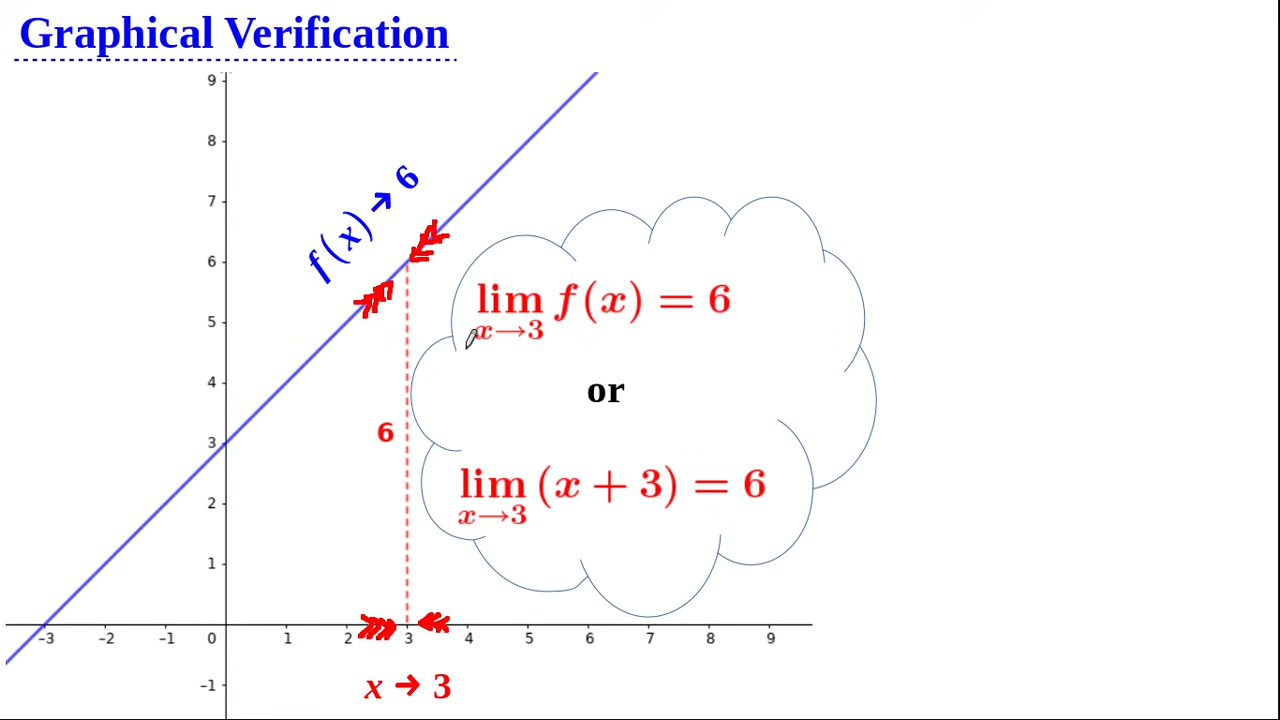 Graphical Verification
9
8
7
6
5
4
3
2
1
−1
−3 −2 −1 0 1 2 3 4 5 6 7 8 9
f(x) → 6
6
x → 3
lim f(x) = 6
x→3
or
lim (x + 3) = 6
x→3